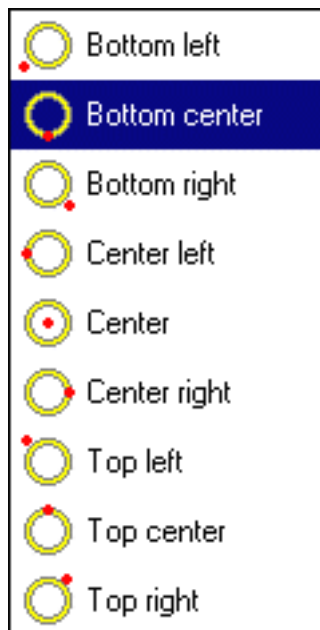 Bottom left
Bottom center
Bottom right
Center left
Center
Center right
Top left
Top center
Top right